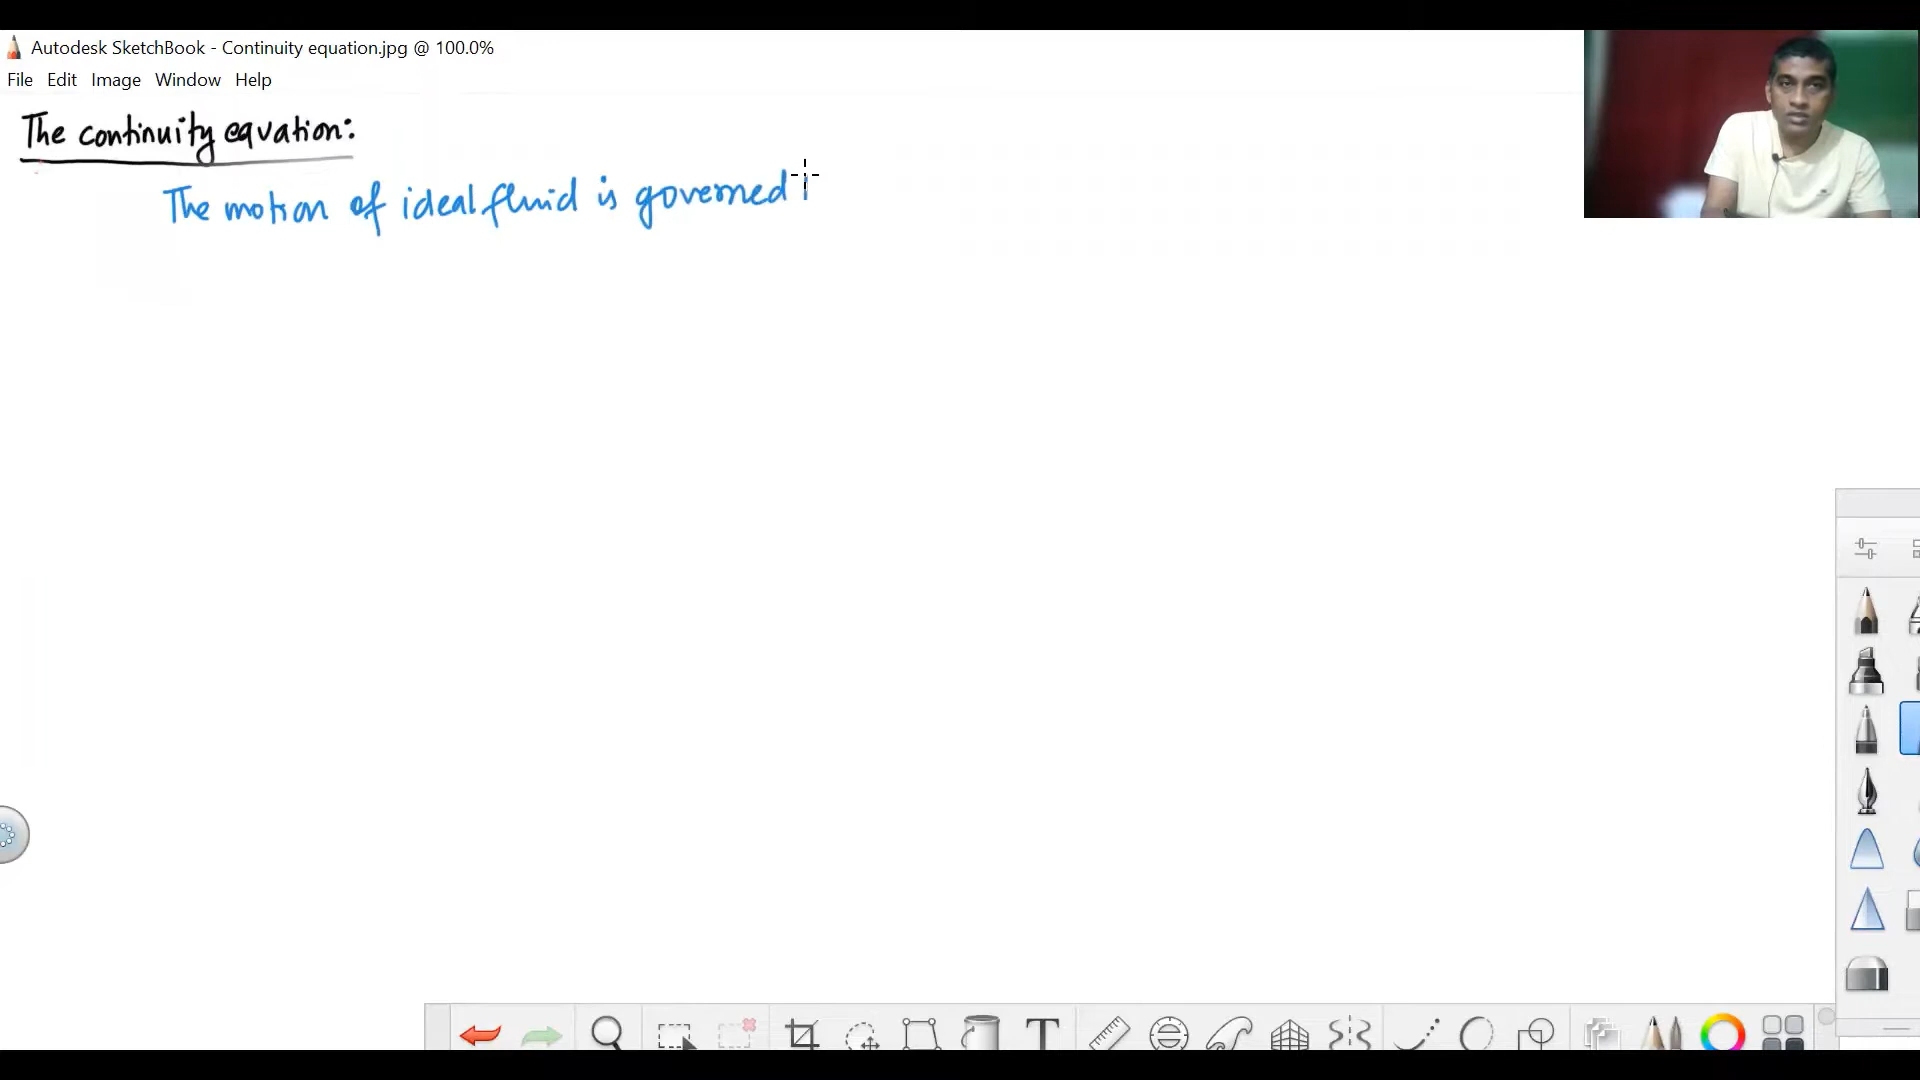 Autodesk SketchBook - Continuity equation.jpg @ 100.0%
File Edit Image Window Help
The continuity equation:
The motion of ideal fluid is governed
T